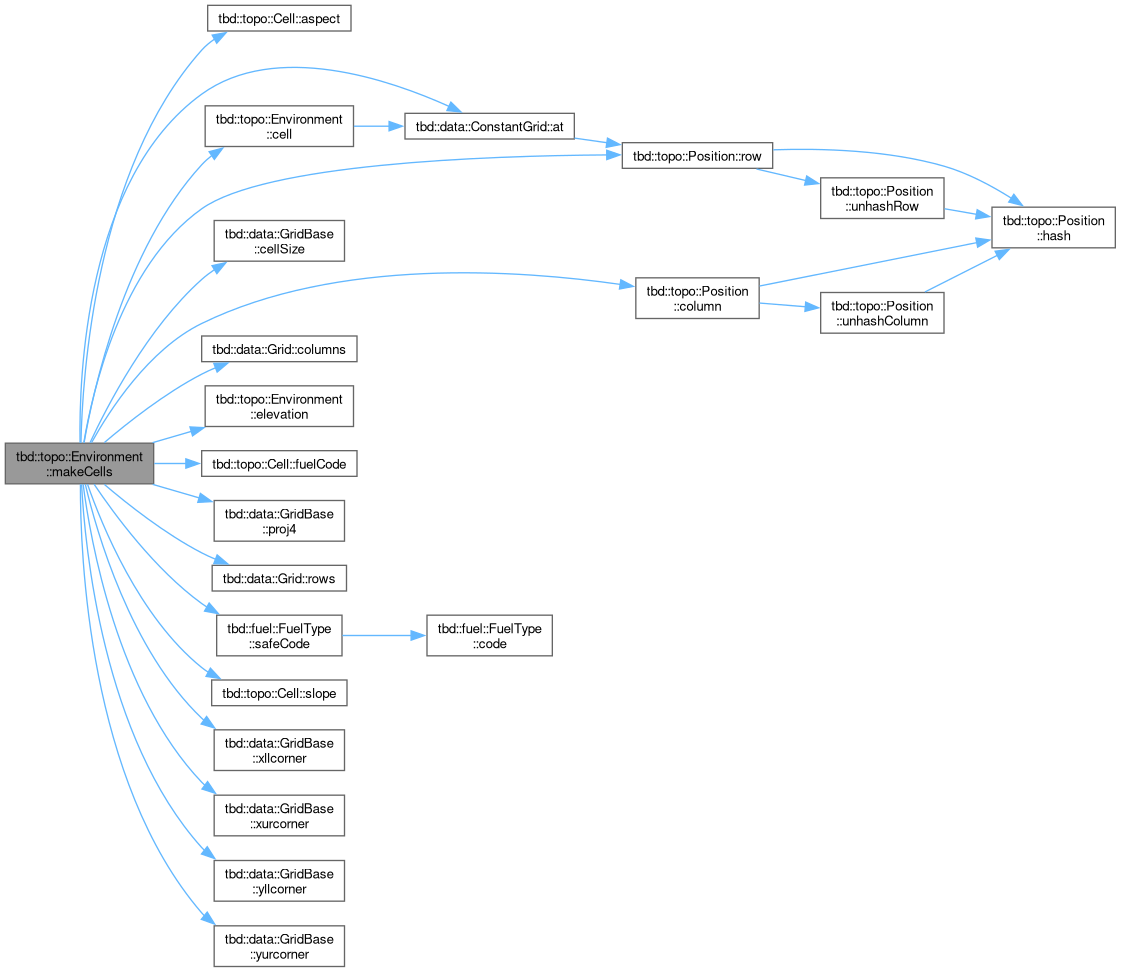 tbd::topo::Environment
::makeCells
tbd::topo::Cell::aspect
tbd::topo::Environment
::cell
tbd::data::ConstantGrid::at
tbd::topo::Position::row
tbd::topo::Position
::unhashRow
tbd::topo::Position
::hash
tbd::data::GridBase
::cellSize
tbd::topo::Position
::column
tbd::topo::Position
::unhashColumn
tbd::data::Grid::columns
tbd::topo::Environment
::elevation
tbd::topo::Cell::fuelCode
tbd::data::GridBase
::proj4
tbd::data::Grid::rows
tbd::fuel::FuelType
::safeCode
tbd::fuel::FuelType
::code
tbd::topo::Cell::slope
tbd::data::GridBase
::xllcorner
tbd::data::GridBase
::xurcorner
tbd::data::GridBase
::yllcorner
tbd::data::GridBase
::yurcorner